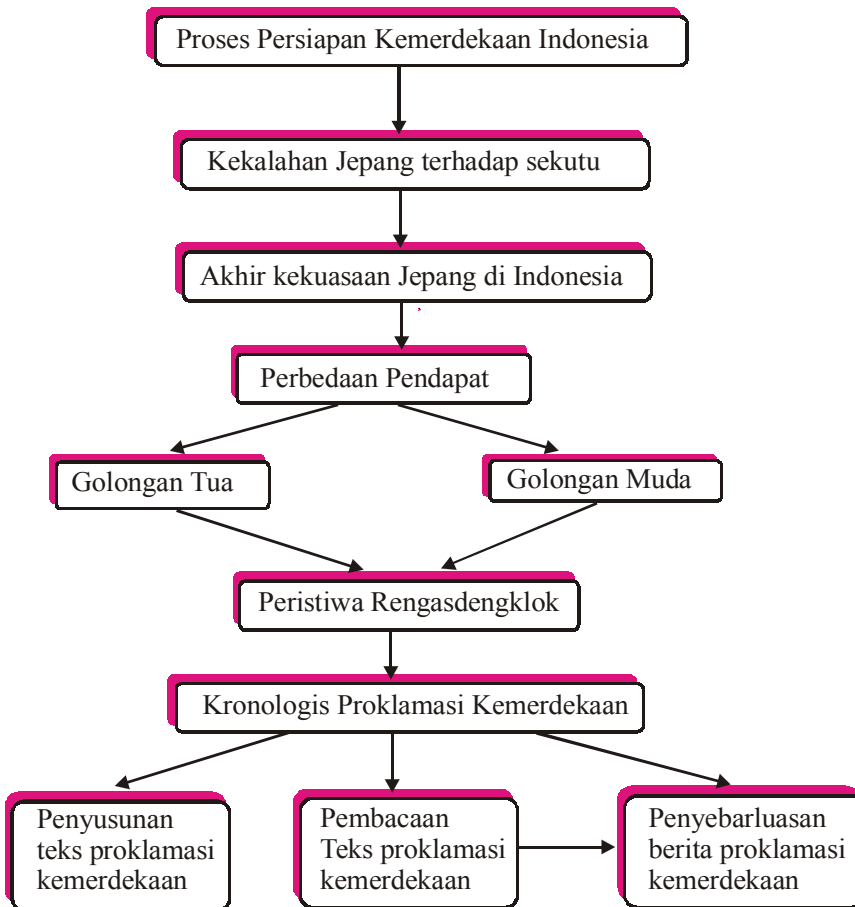 Proses Persiapan Kemerdekaan Indonesia
Kekalahan Jepang terhadap sekutu
Akhir kekuasaan Jepang di Indonesia
Perbedaan Pendapat
Golongan Tua
Golongan Muda
Peristiwa Rengasdengklok
Kronologis Proklamasi Kemerdekaan
Penyusunan
teks proklamasi
kemerdekaan
Pembacaan
Teks proklamasi
kemerdekaan
Penyebarluasan
berita proklamasi
kemerdekaan